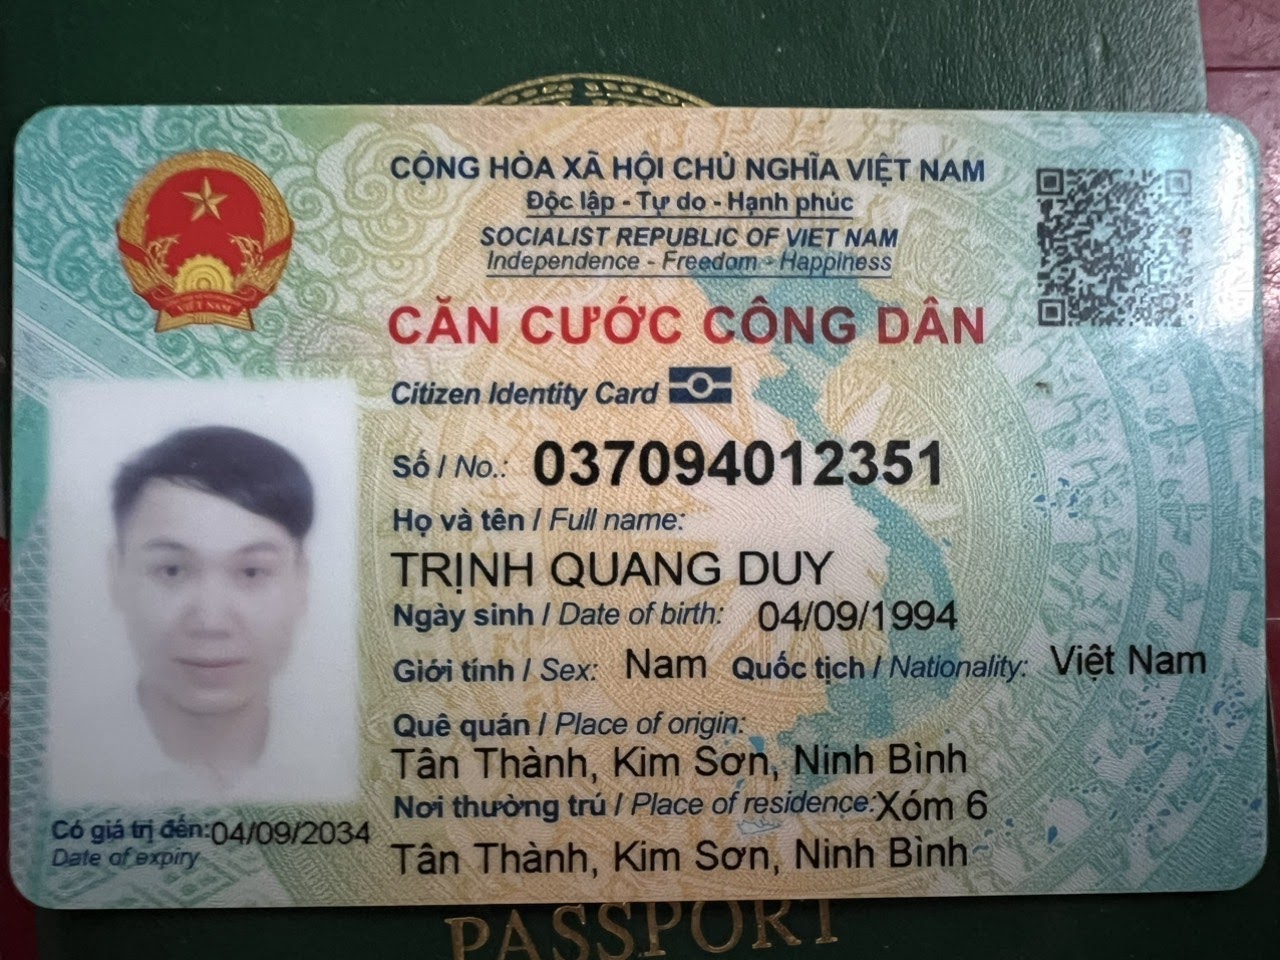 CỘNG HÒA XÃ HỘI CHỦ NGHĨA VIỆT NAM
Độc lập - Tự do - Hạnh phúc
SOCIALIST REPUBLIC OF VIET NAM
Independence - Freedom - Happiness
VIỆT NAM
CĂN CƯỚC CÔNG DÂN
Citizen Identity Card
Số / No.: 037094012351
Họ và tên / Full name:
TRỊNH QUANG DUY
Ngày sinh / Date of birth: 04/09/1994
Giới tính / Sex: Nam Quốc tịch / Nationality: Việt Nam
Quê quán / Place of origin:
Tân Thành, Kim Sơn, Ninh Bình
Nơi thường trú / Place of residence: Xóm 6
Tân Thành, Kim Sơn, Ninh Bình
Có giá trị đến: 04/09/2034
Date of expiry
PASSPORT